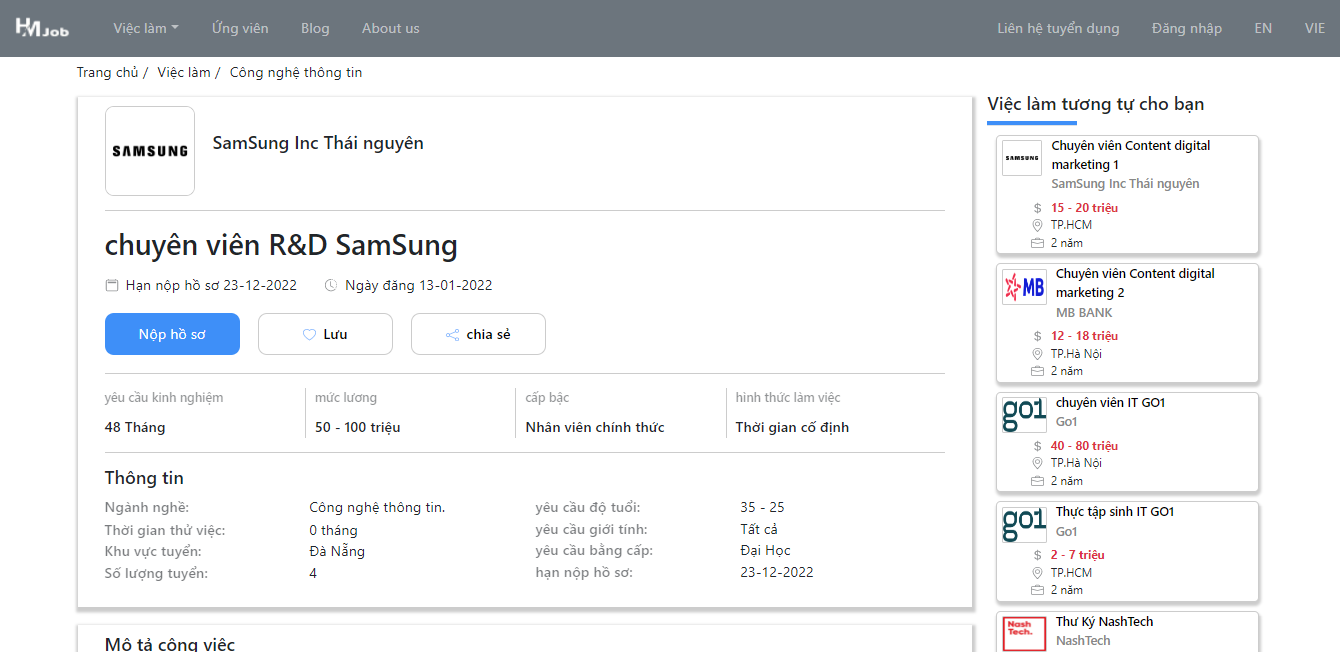 HMJob
Việc làm
Ứng viên
Blog
About us
Liên hệ tuyển dụng
Đăng nhập
EN
VIE
Trang chủ / Việc làm / Công nghệ thông tin
SAMSUNG
SamSung Inc Thái nguyên
chuyên viên R&D SamSung
Hạn nộp hồ sơ 23-12-2022
Ngày đăng 13-01-2022
Nộp hồ sơ
Lưu
chia sẻ
yêu cầu kinh nghiệm
48 Tháng
mức lương
50 - 100 triệu
cấp bậc
Nhân viên chính thức
hình thức làm việc
Thời gian cố định
Thông tin
Ngành nghề: Công nghệ thông tin.
Thời gian thử việc: 0 tháng
Khu vực tuyển: Đà Nẵng
Số lượng tuyển: 4
yêu cầu độ tuổi: 35 - 25
yêu cầu giới tính: Tất cả
yêu cầu bằng cấp: Đại Học
hạn nộp hồ sơ: 23-12-2022
Mô tả công việc
Việc làm tương tự cho bạn
SAMSUNG
Chuyên viên Content digital
marketing 1
SamSung Inc Thái nguyên
$ 15 - 20 triệu
TP.HCM
2 năm
MB
Chuyên viên Content digital
marketing 2
MB BANK
$ 12 - 18 triệu
TP.Hà Nội
2 năm
go1
chuyên viên IT GO1
Go1
$ 40 - 80 triệu
TP.Hà Nội
2 năm
go1
Thực tập sinh IT GO1
Go1
$ 2 - 7 triệu
TP.HCM
2 năm
Nash
Tech.
Thư Ký NashTech
NashTech